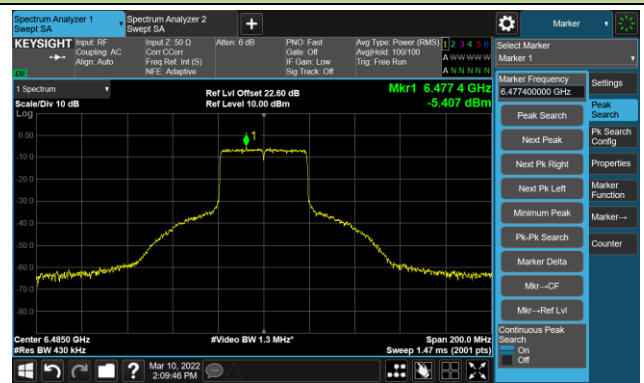 Spectrum Analyzer 1
Swept SA
Spectrum Analyzer 2
Swept SA
Marker
KEYSIGHT
Input: RF
Coupling: AC
Align: Auto
Input Z: 50 Ω
Corr CCorr
Freq Ref: Int (S)
NFE: Adaptive
Atten: 6 dB
PNO: Fast
Gate: Off
IF Gain: Low
Sig Track: Off
Avg Type: Power (RMS)
Avg|Hold: 100/100
Trig: Free Run
1 2 3 4 5 6
A W W W W W
A N N N N N
LXI
Select Marker
Marker 1
1 Spectrum
Scale/Div 10 dB
Log
Ref Lvl Offset 22.60 dB
Ref Level 10.00 dBm
Mkr1 6.477 4 GHz
-5.407 dBm
1
0.00
-10.0
-20.0
-30.0
-40.0
-50.0
-60.0
-70.0
-80.0
Center 6.4850 GHz
#Res BW 430 kHz
#Video BW 1.3 MHz*
Span 200.0 MHz
Sweep 1.47 ms (2001 pts)
Marker Frequency
6.477400000 GHz
Peak Search
Next Peak
Next Pk Right
Next Pk Left
Minimum Peak
Pk-Pk Search
Marker Delta
Mkr→CF
Mkr→Ref Lvl
Continuous Peak
Search
On
Off
Settings
Peak
Search
Pk Search
Config
Properties
Marker
Function
Marker→
Counter
?
Mar 10, 2022
2:09:46 PM